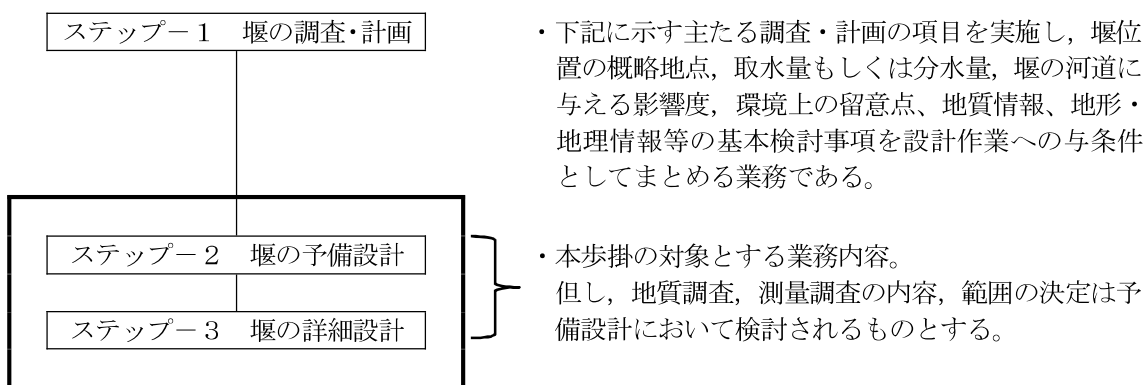 ステップ－１　堰の調査・計画
・下記に示す主たる調査・計画の項目を実施し，堰位
置の概略地点，取水量もしくは分水量，堰の河道に
与える影響度，環境上の留意点、地質情報、地形・
地理情報等の基本検討事項を設計作業への与条件
としてまとめる業務である。
ステップ－２　堰の予備設計
ステップ－３　堰の詳細設計
・本歩掛の対象とする業務内容。
但し，地質調査，測量調査の内容，範囲の決定は予
備設計において検討されるものとする。